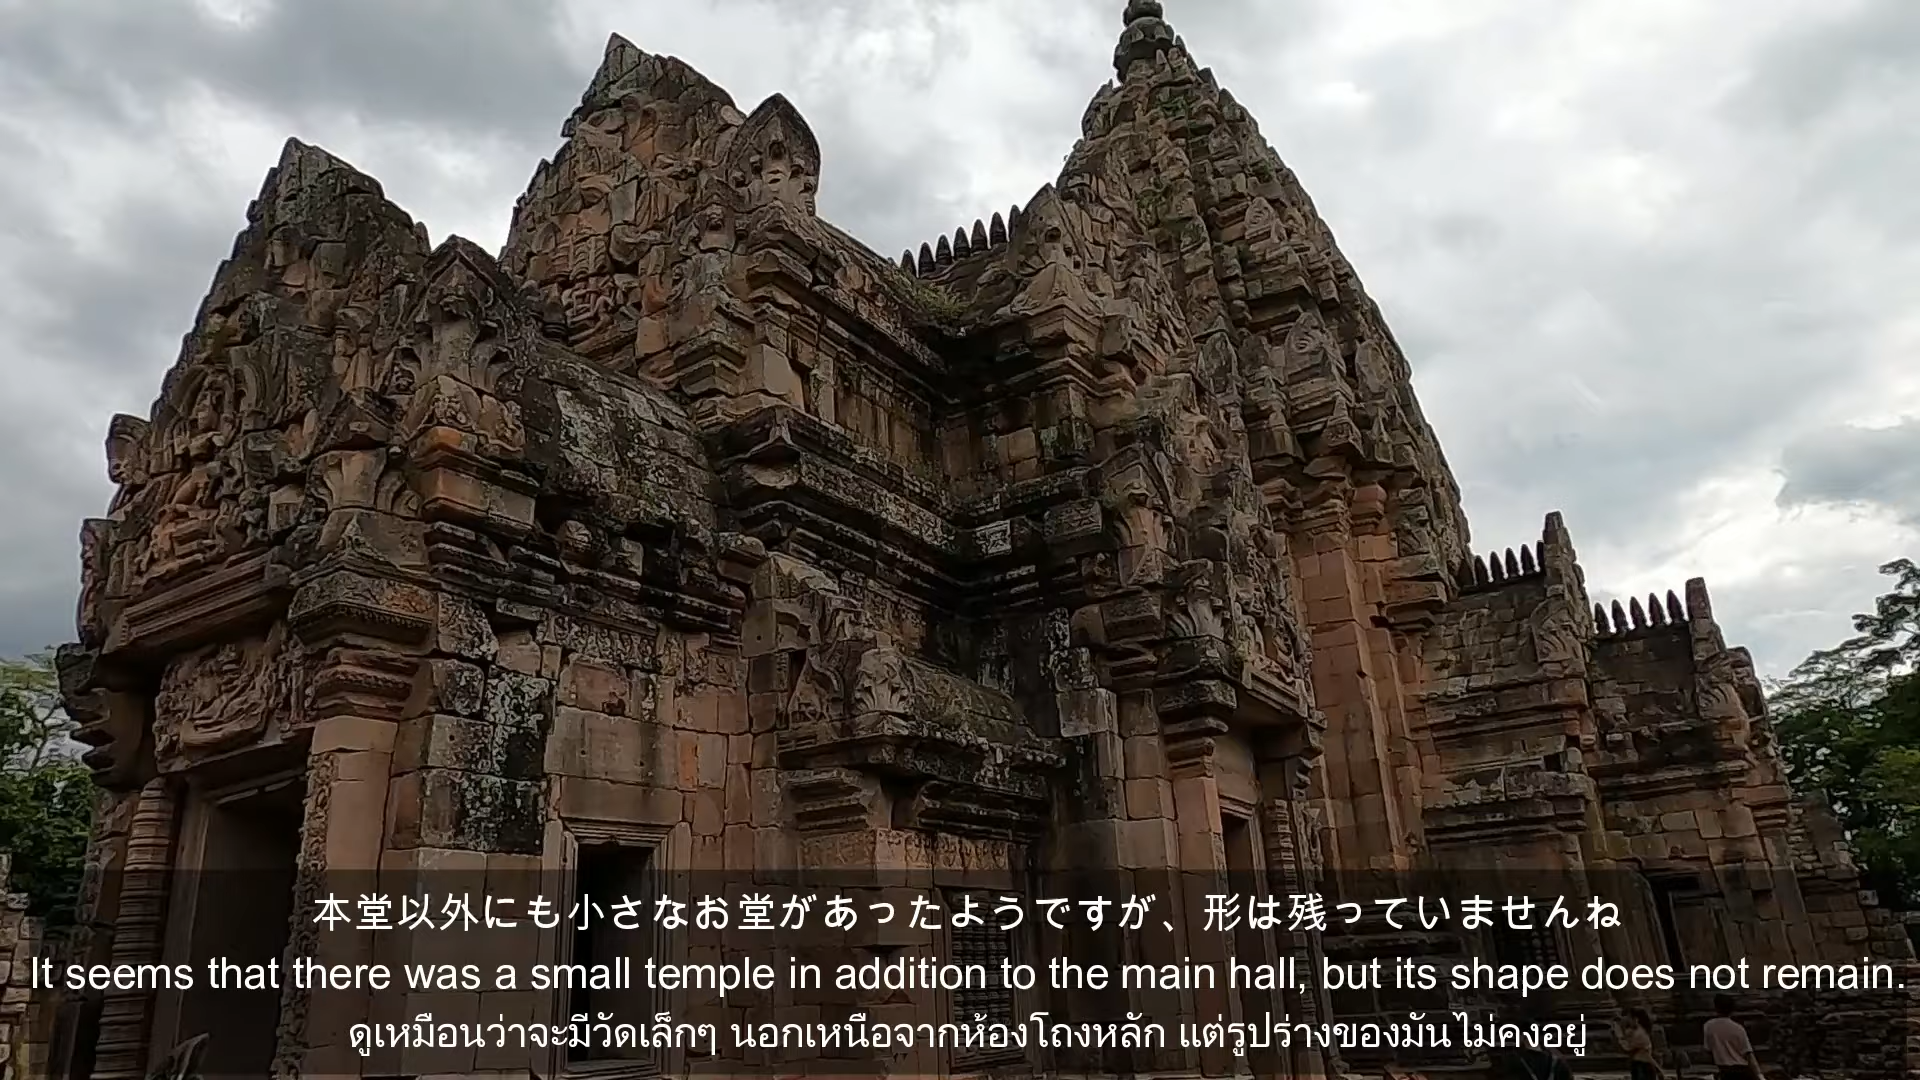 本堂以外にも小さなお堂があったようですが、形は残っていませんね
It seems that there was a small temple in addition to the main hall, but its shape does not remain.
ดูเหมือนว่าจะมีวัดเล็กๆ นอกเหนือจากห้องโถงหลัก แต่รูปร่างของมันไม่คงอยู่